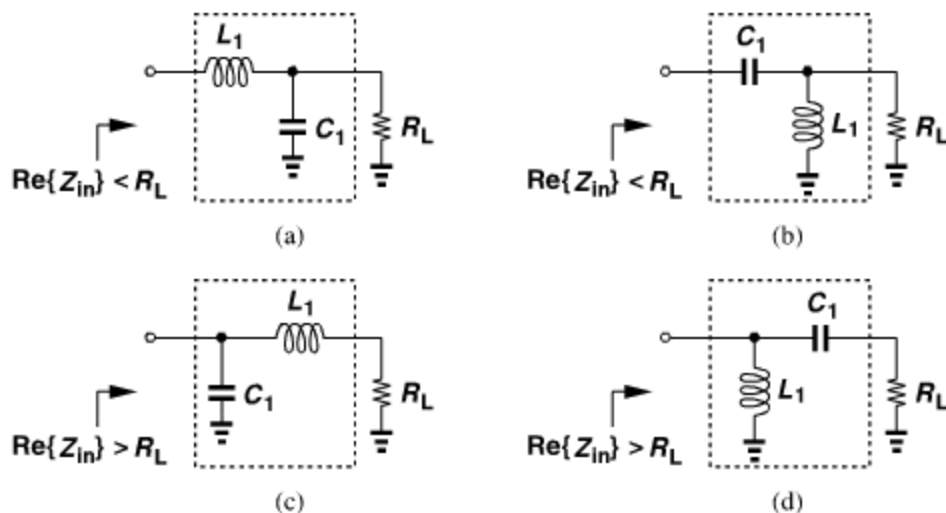 L1
C1
RL
Re{Zin} < RL
(a)
C1
L1
RL
Re{Zin} < RL
(b)
L1
C1
RL
Re{Zin} > RL
(c)
C1
L1
RL
Re{Zin} > RL
(d)